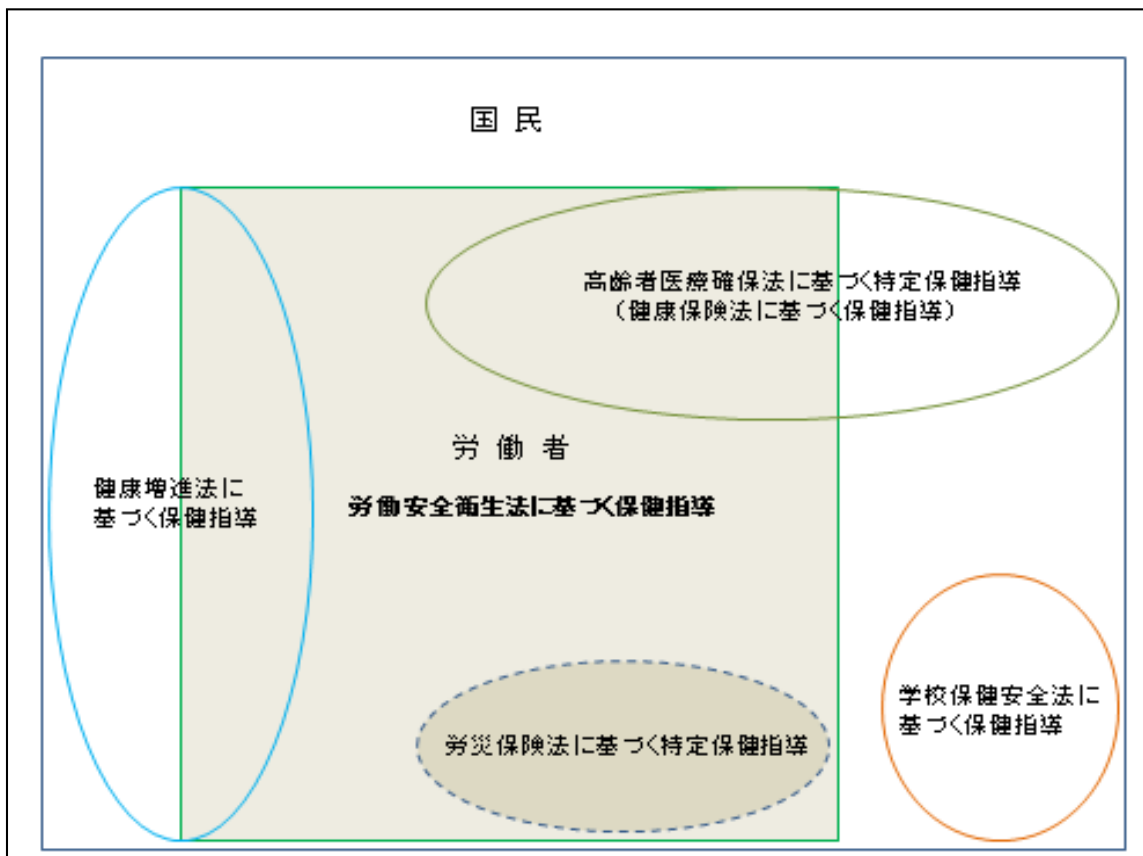 国 民
高齢者医療確保法に基づく特定保健指導
（健康保険法に基づく保健指導）
労 働 者
健康増進法に
基づく保健指導
労働安全衛生法に基づく保健指導
学校保健安全法に
基づく保健指導
労災保険法に基づく特定保健指導